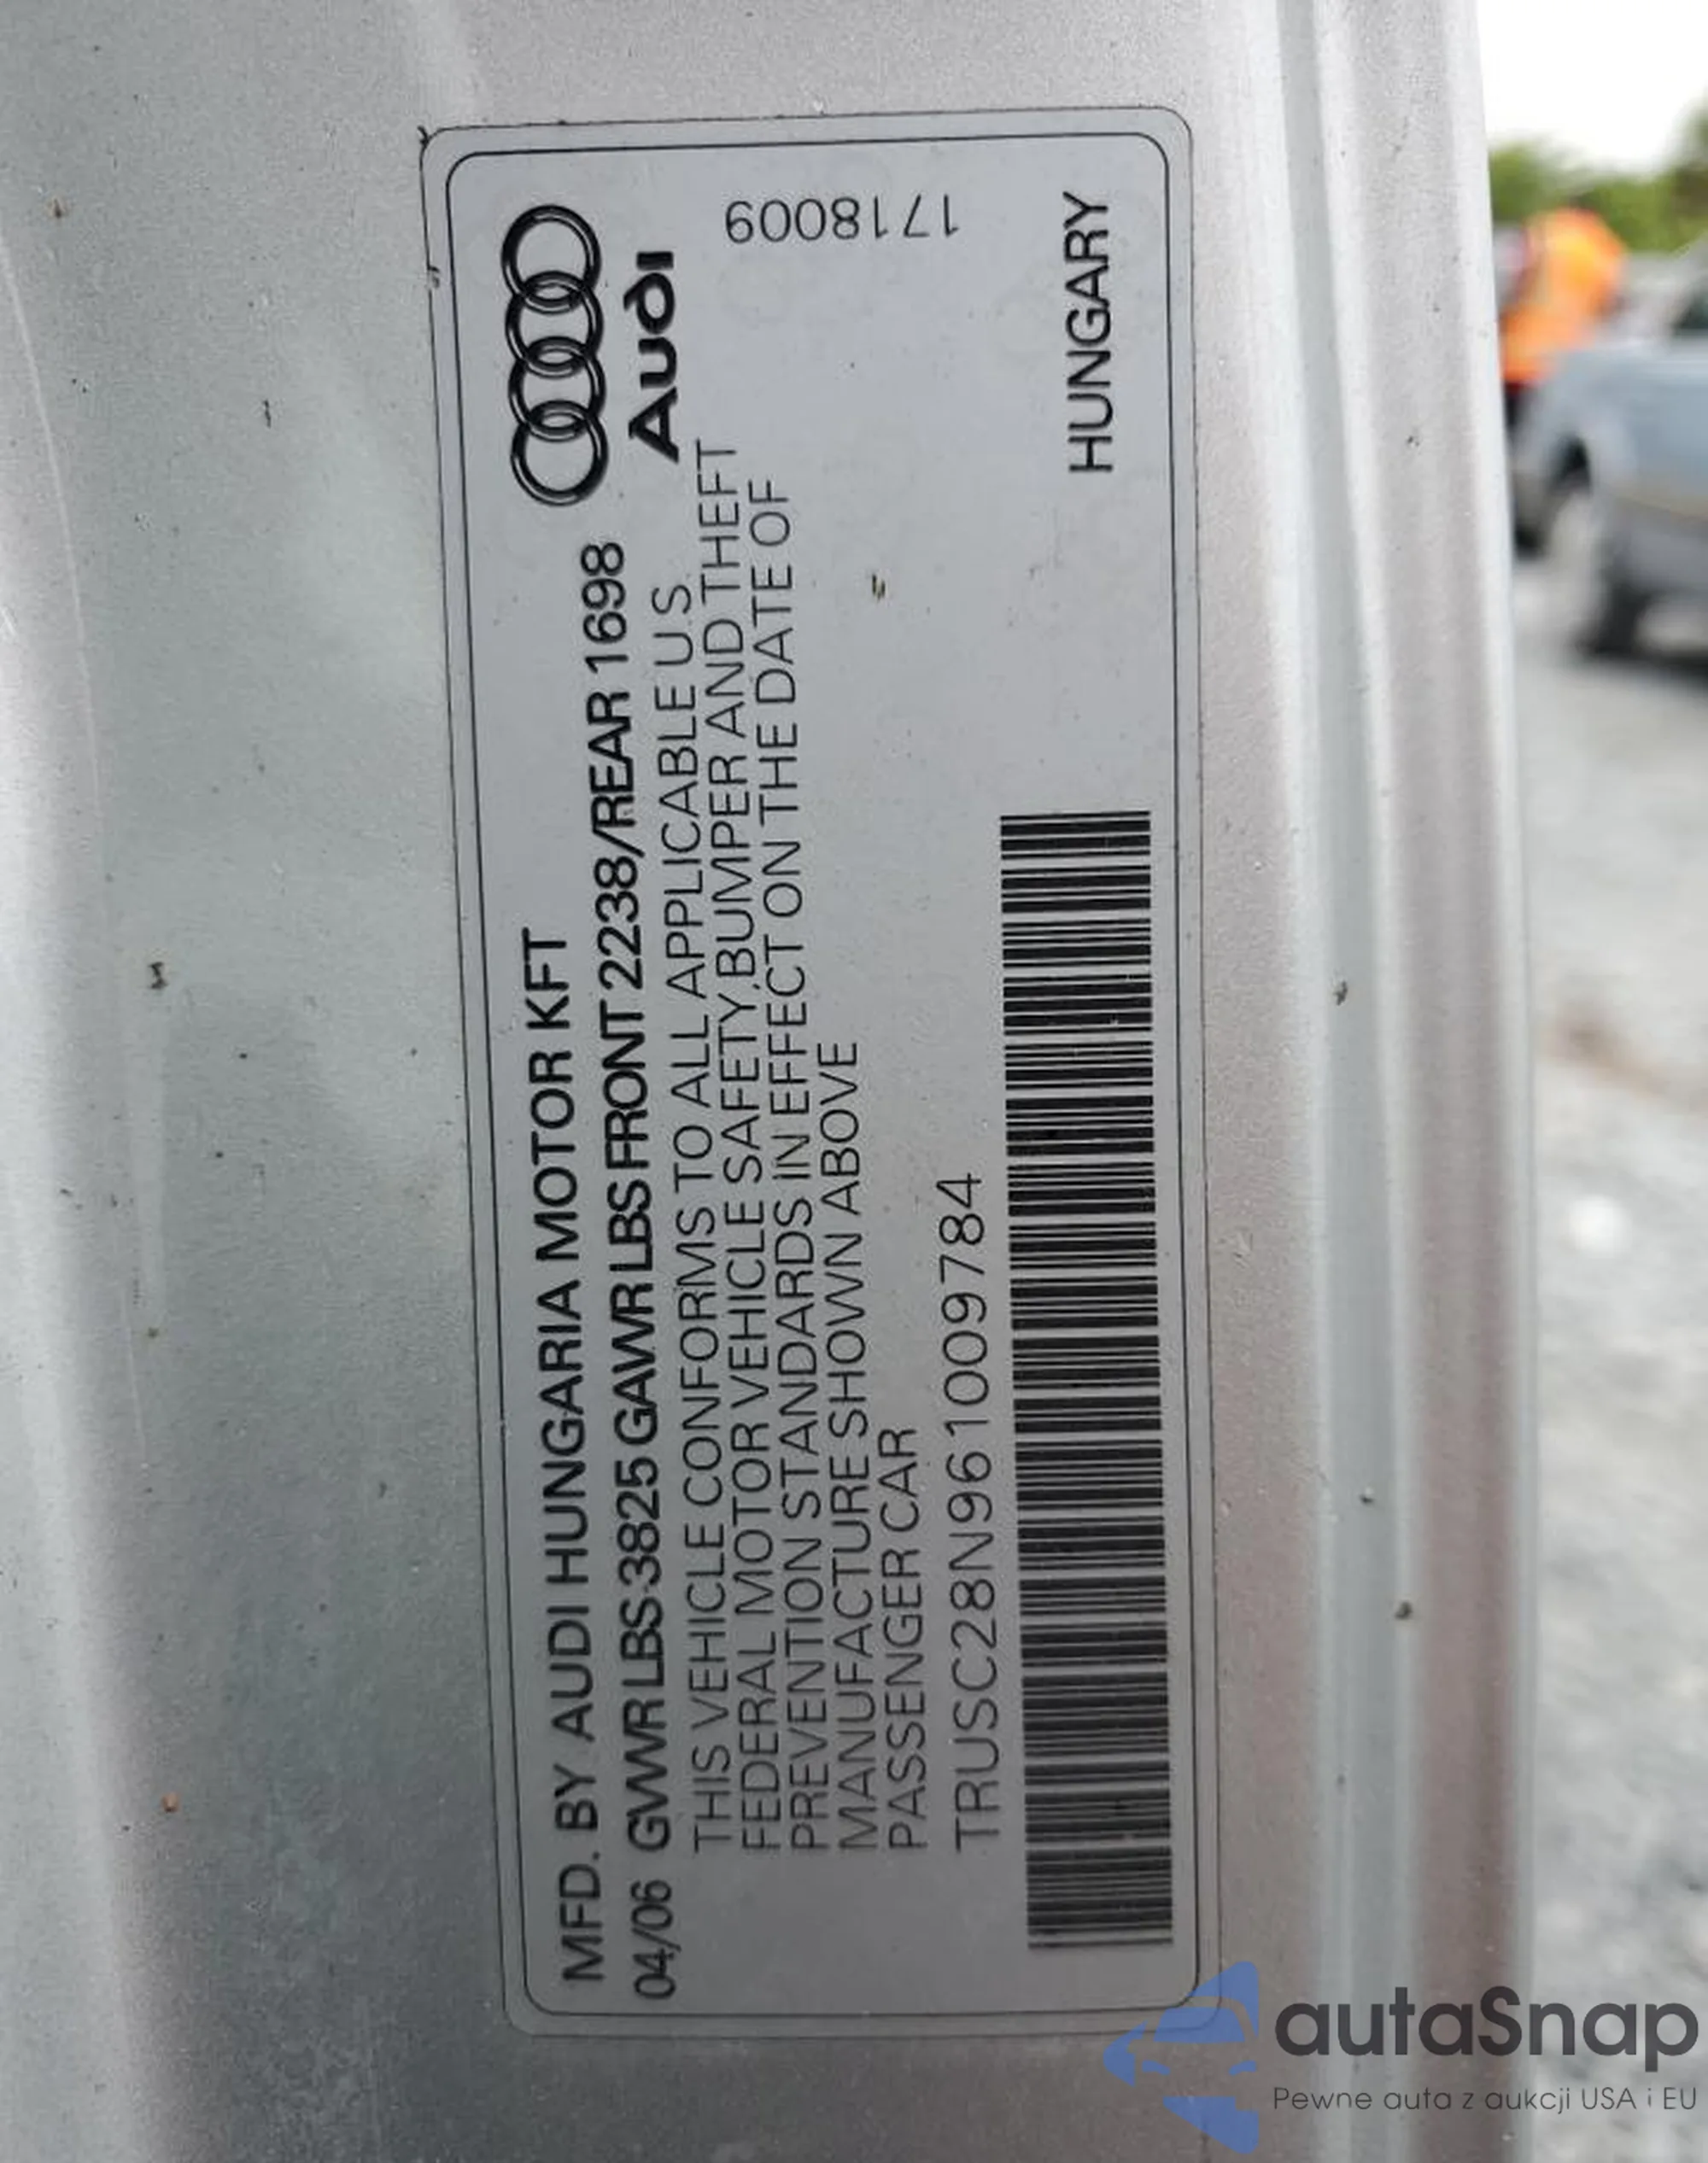 MFD. BY AUDI HUNGARIA MOTOR KFT
04/06 GVWR LBS 3825 GAWR LBS FRONT 2238/REAR 1698
Audi
THIS VEHICLE CONFORMS TO ALL APPLICABLE U S
FEDERAL MOTOR VEHICLE SAFETY,BUMPER AND THEFT
PREVENTION STANDARDS IN EFFECT ON THE DATE OF
MANUFACTURE SHOWN ABOVE
PASSENGER CAR
1718009
TRUSC28N961009784
HUNGARY
autaSnap
Pewne auta z aukcji USA i EU